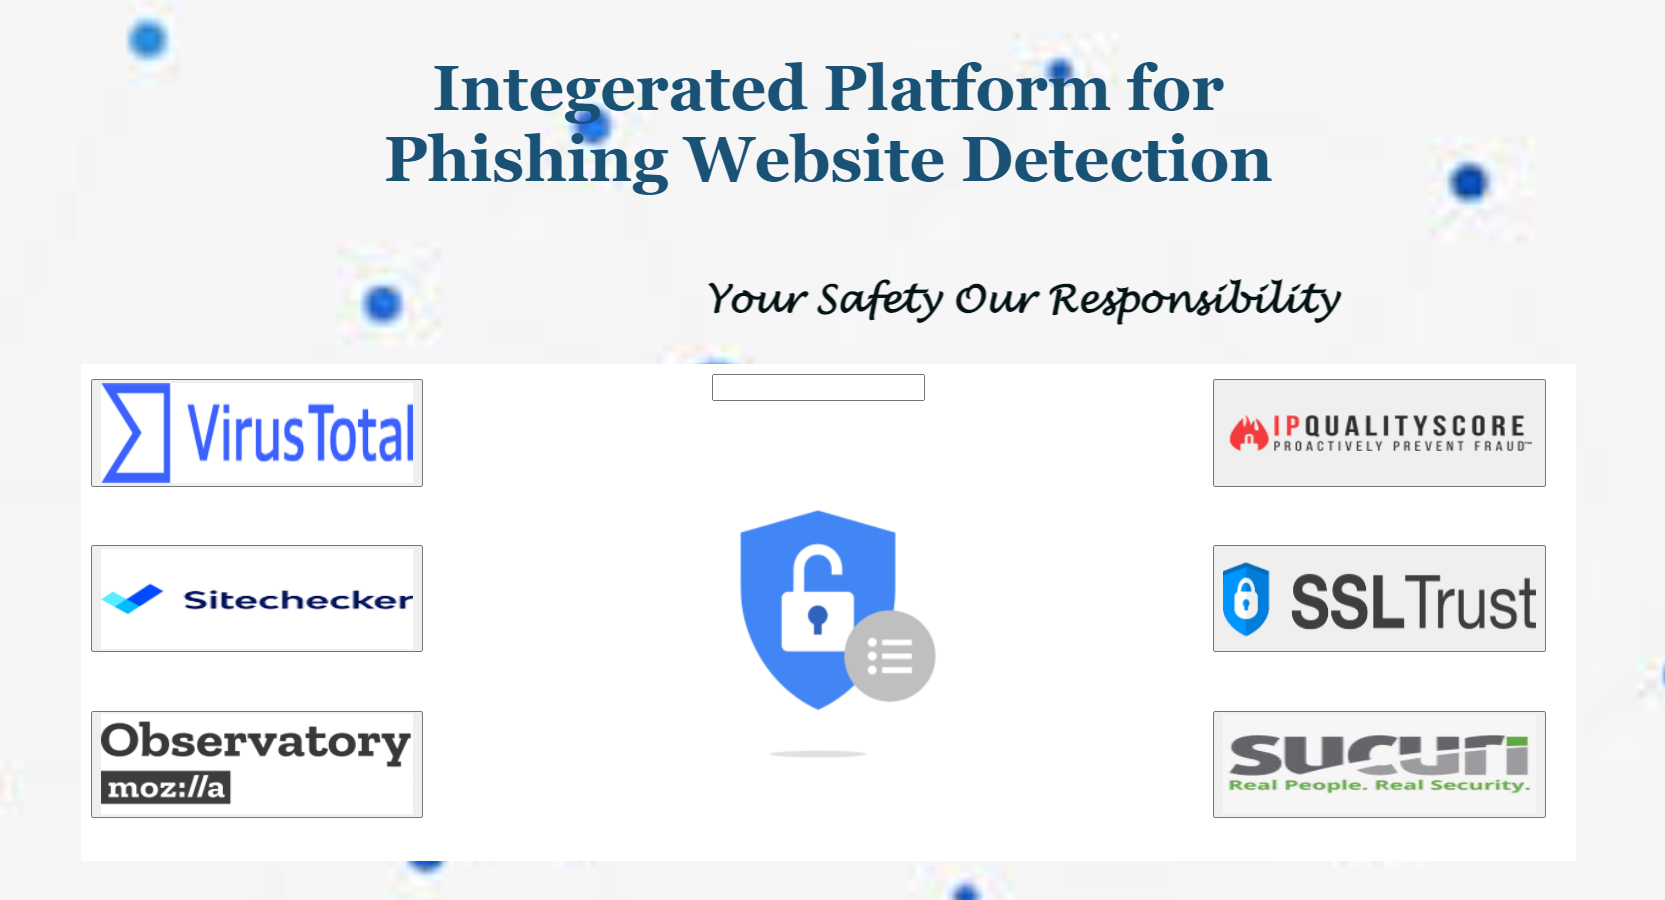 Integerated Platform for
Phishing Website Detection
Your Safety Our Responsibility
VirusTotal
IPQUALITYSCORE
PROACTIVELY PREVENT FRAUD™
Sitechecker
SSLTrust
Observatory
moz://a
sucuri
Real People. Real Security.